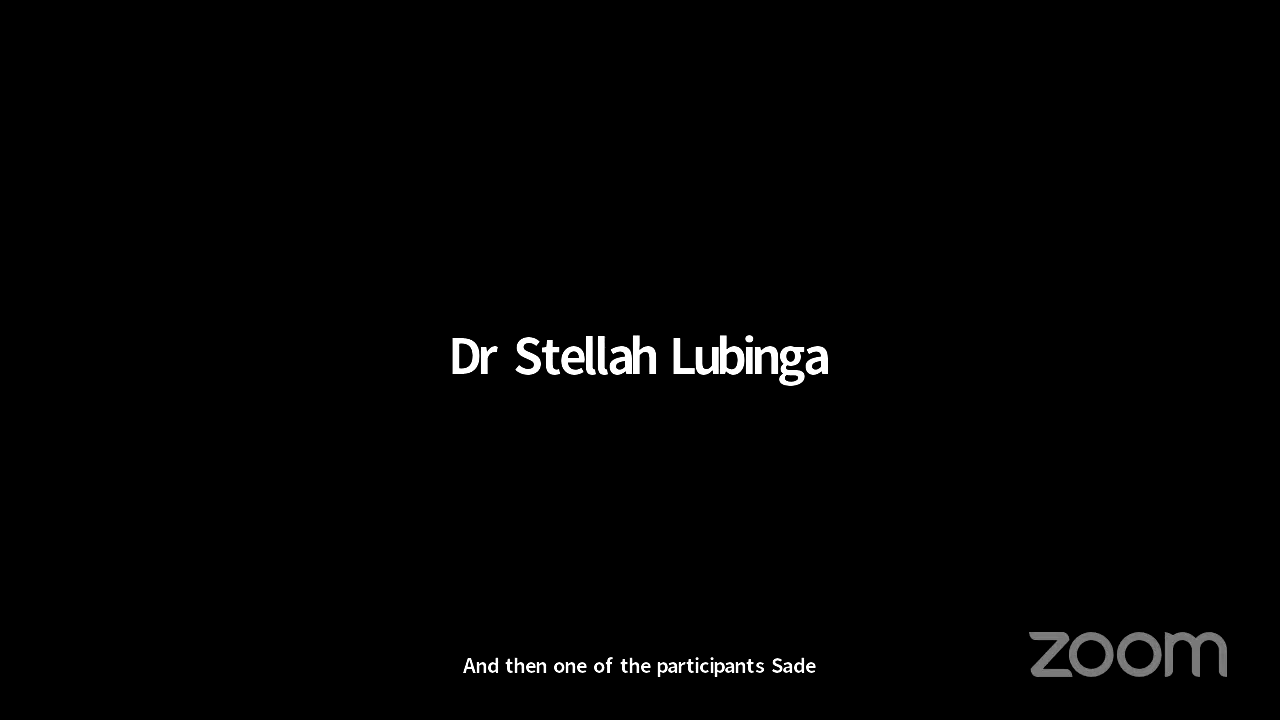 Dr Stellah Lubinga
And then one of the participants Sade
zoom